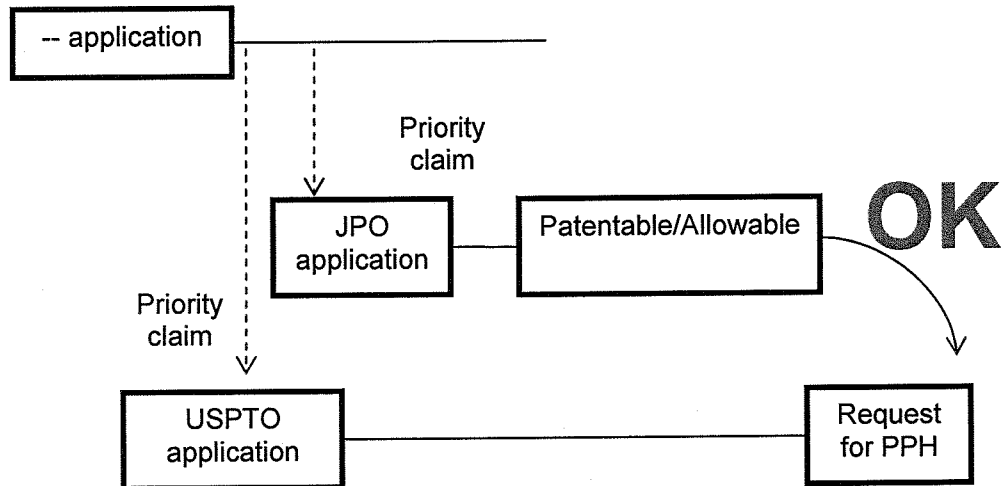 -- application
Priority
claim
OK
JPO
application
Patentable/Allowable
Priority
claim
USPTO
application
Request
for PPH